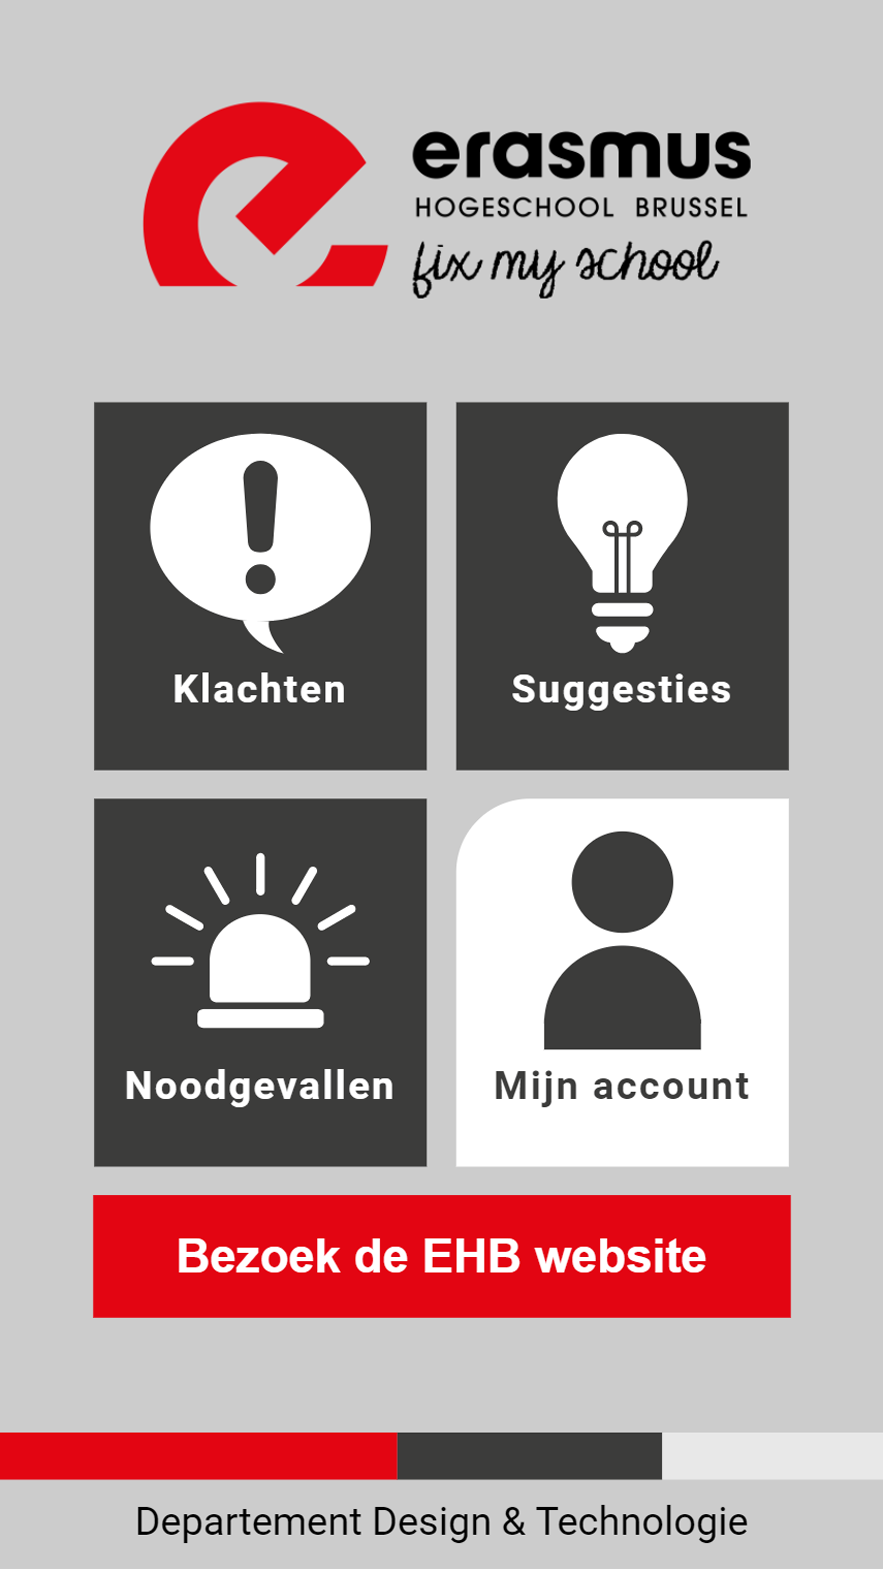 erasmus
HOGESCHOOL BRUSSEL
fix my school
Klachten
Suggesties
Noodgevallen
Mijn account
Bezoek de EHB website
Departement Design & Technologie